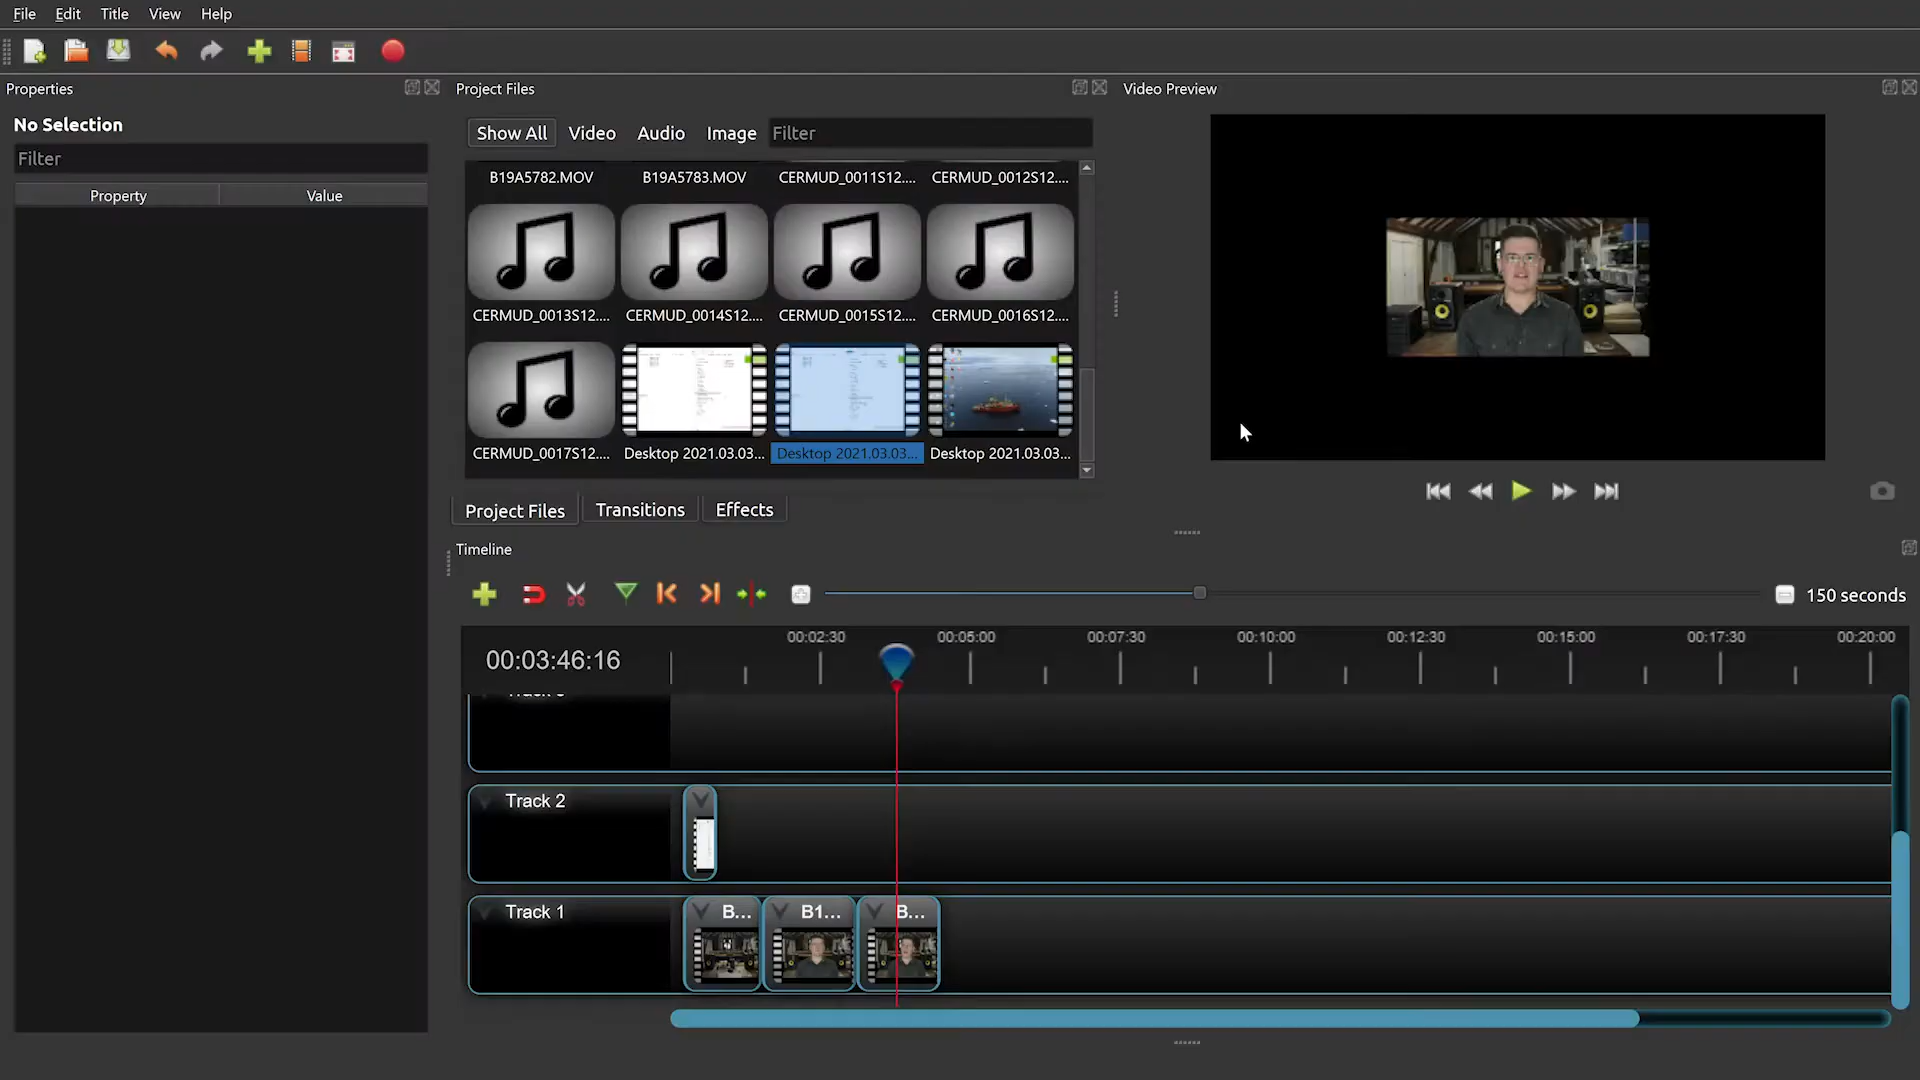 File Edit Title View Help
Properties
Project Files
Video Preview
No Selection
Filter
Property Value
Show All Video Audio Image Filter
B19A5782.MOV B19A5783.MOV CERMUD_0011S12.... CERMUD_0012S12....
CERMUD_0013S12.... CERMUD_0014S12.... CERMUD_0015S12.... CERMUD_0016S12....
CERMUD_0017S12.... Desktop 2021.03.03... Desktop 2021.03.03... Desktop 2021.03.03...
Project Files Transitions Effects
Timeline
150 seconds
00:03:46:16
00:02:30 00:05:00 00:07:30 00:10:00 00:12:30 00:15:00 00:17:30 00:20:00
Track 2
Track 1
B... B1... B...